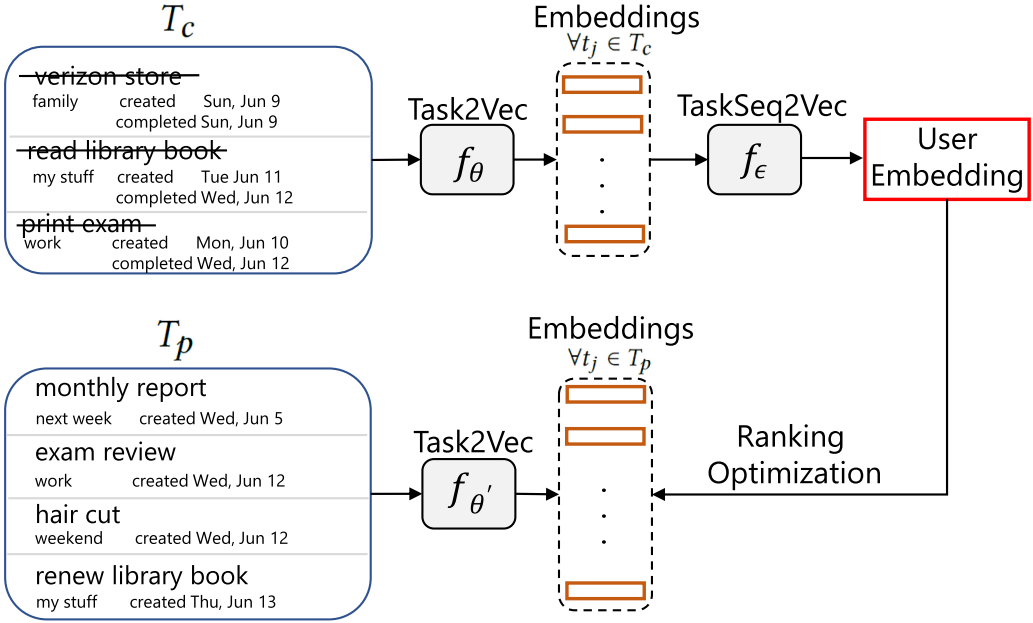 T_c
verizon store
family created Sun, Jun 9
completed Sun, Jun 9
read library book
my stuff created Tue Jun 11
completed Wed, Jun 12
print exam
work created Mon, Jun 10
completed Wed, Jun 12
Task2Vec
f_θ
Embeddings
∀t_j ∈ T_c
TaskSeq2Vec
f_ϵ
User
Embedding
T_p
monthly report
next week created Wed, Jun 5
exam review
work created Wed, Jun 12
hair cut
weekend created Wed, Jun 12
renew library book
my stuff created Thu, Jun 13
Task2Vec
f_θ'
Embeddings
∀t_j ∈ T_p
Ranking
Optimization